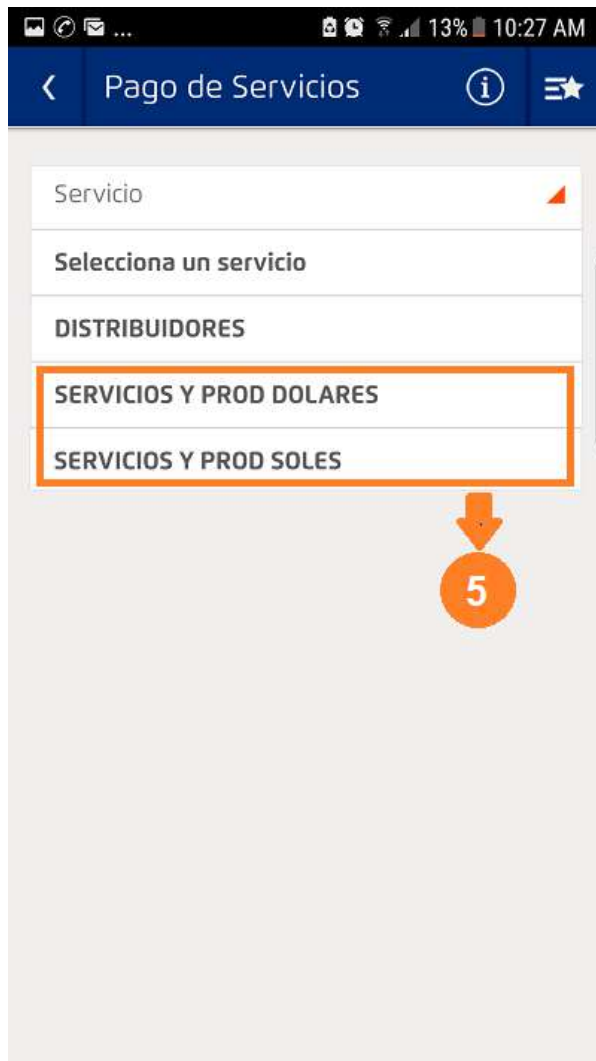 ... 13% 10:27 AM
Pago de Servicios
Servicio
Selecciona un servicio
DISTRIBUIDORES
SERVICIOS Y PROD DOLARES
SERVICIOS Y PROD SOLES
5